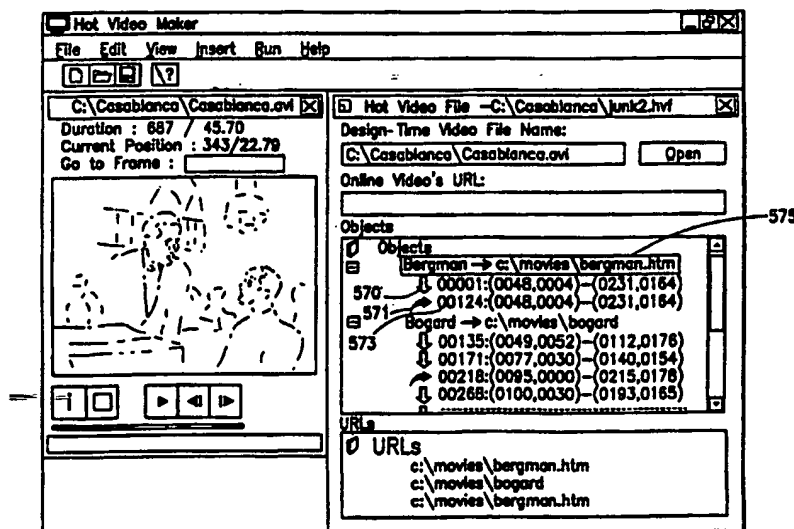 Hot Video Maker
File Edit View Insert Run Help
?
C:\Casablanca\Casablanca.avi
Duration : 687 / 45.70
Current Position : 343/22.79
Go to Frame :
Hot Video File -C:\Casablanca\junk2.hvf
Design-Time Video File Name:
C:\Casablanca\Casablanca.avi Open
Online Video's URL:
Objects
Objects
Bergman → c:\movies\bergman.htm
00001:(0048,0004)-(0231,0164)
00124:(0048,0004)-(0231,0164)
Bogard → c:\movies\bogard
00135:(0049,0052)-(0112,0176)
00171:(0077,0030)-(0140,0154)
00218:(0095,0000)-(0215,0178)
00268:(0100,0030)-(0193,0165)
570
571
573
575
URLs
URLs
c:\movies\bergman.htm
c:\movies\bogard
c:\movies\bergman.htm